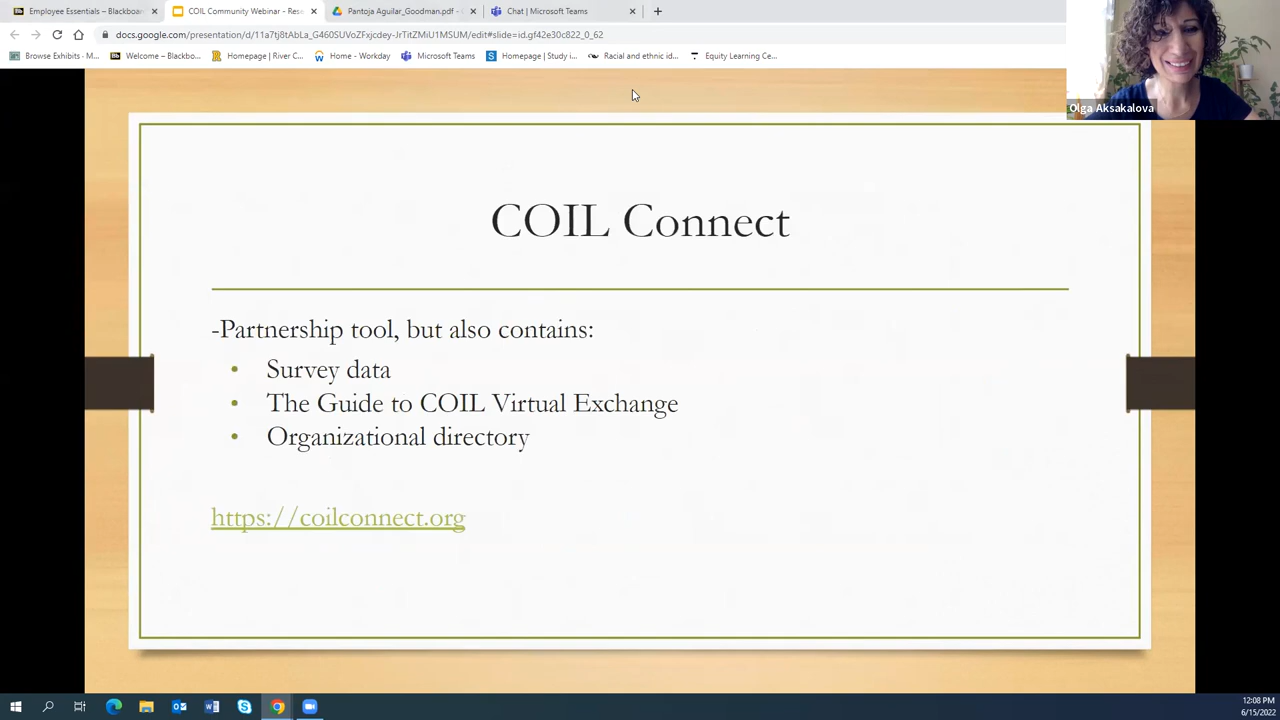 Employee Essentials – Blackboa
COIL Community Webinar - Rese
Pantoja Aguilar_Goodman.pdf -
Chat | Microsoft Teams
docs.google.com/presentation/d/11a7tj8tAbLa_G460SUVoZFxjcdey-JrTitZMiU1MSUM/edit#slide=id.gf42e30c822_0_62
Browse Exhibits - M...
Welcome – Blackbo...
Homepage | River C...
Home - Workday
Microsoft Teams
Homepage | Study i...
Racial and ethnic id...
Equity Learning Ce...
Olga Aksakalova
COIL Connect
-Partnership tool, but also contains:
• Survey data
• The Guide to COIL Virtual Exchange
• Organizational directory
https://coilconnect.org
12:08 PM
6/15/2022